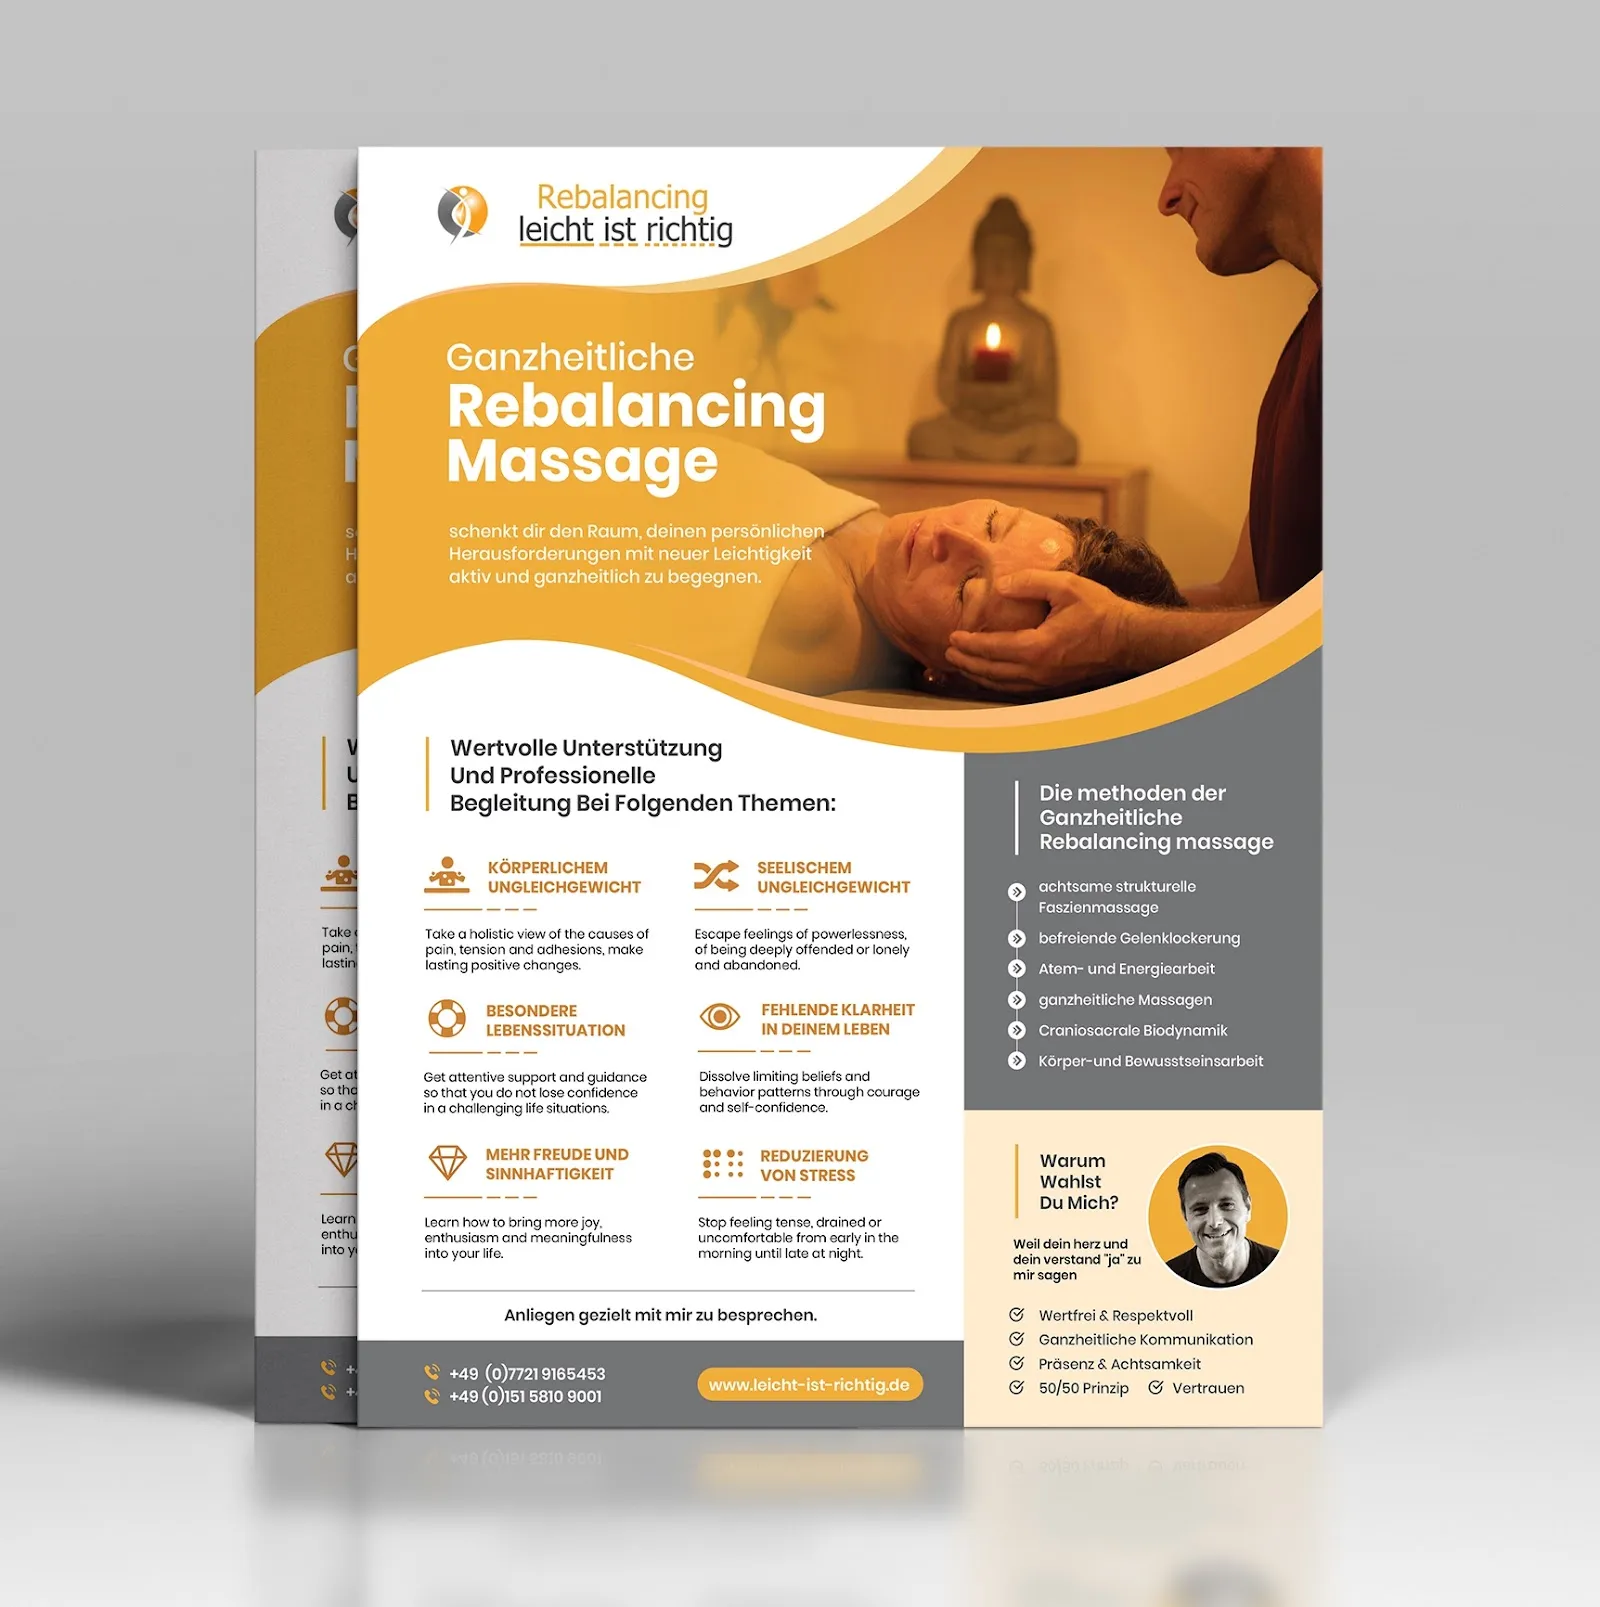 Rebalancing
leicht ist richtig
Ganzheitliche
Rebalancing
Massage
schenkt dir den Raum, deinen persönlichen
Herausforderungen mit neuer Leichtigkeit
aktiv und ganzheitlich zu begegnen.
Wertvolle Unterstützung
Und Professionelle
Begleitung Bei Folgenden Themen:
KÖRPERLICHEM
UNGLEICHGEWICHT
Take a holistic view of the causes of
pain, tension and adhesions, make
lasting positive changes.
SEELISCHEM
UNGLEICHGEWICHT
Escape feelings of powerlessness,
of being deeply offended or lonely
and abandoned.
BESONDERE
LEBENSSITUATION
Get attentive support and guidance
so that you do not lose confidence
in a challenging life situations.
FEHLENDE KLARHEIT
IN DEINEM LEBEN
Dissolve limiting beliefs and
behavior patterns through courage
and self-confidence.
MEHR FREUDE UND
SINNHAFTIGKEIT
Learn how to bring more joy,
enthusiasm and meaningfulness
into your life.
REDUZIERUNG
VON STRESS
Stop feeling tense, drained or
uncomfortable from early in the
morning until late at night.
Anliegen gezielt mit mir zu besprechen.
+49 (0)7721 9165453
+49 (0)151 5810 9001
www.leicht-ist-richtig.de
Die methoden der
Ganzheitliche
Rebalancing massage
achtsame strukturelle
Faszienmassage
befreiende Gelenklockerung
Atem- und Energiearbeit
ganzheitliche Massagen
Craniosacrale Biodynamik
Körper-und Bewusstseinsarbeit
Warum
Wahlst
Du Mich?
Weil dein herz und
dein verstand "ja" zu
mir sagen
Wertfrei & Respektvoll
Ganzheitliche Kommunikation
Präsenz & Achtsamkeit
50/50 Prinzip Vertrauen